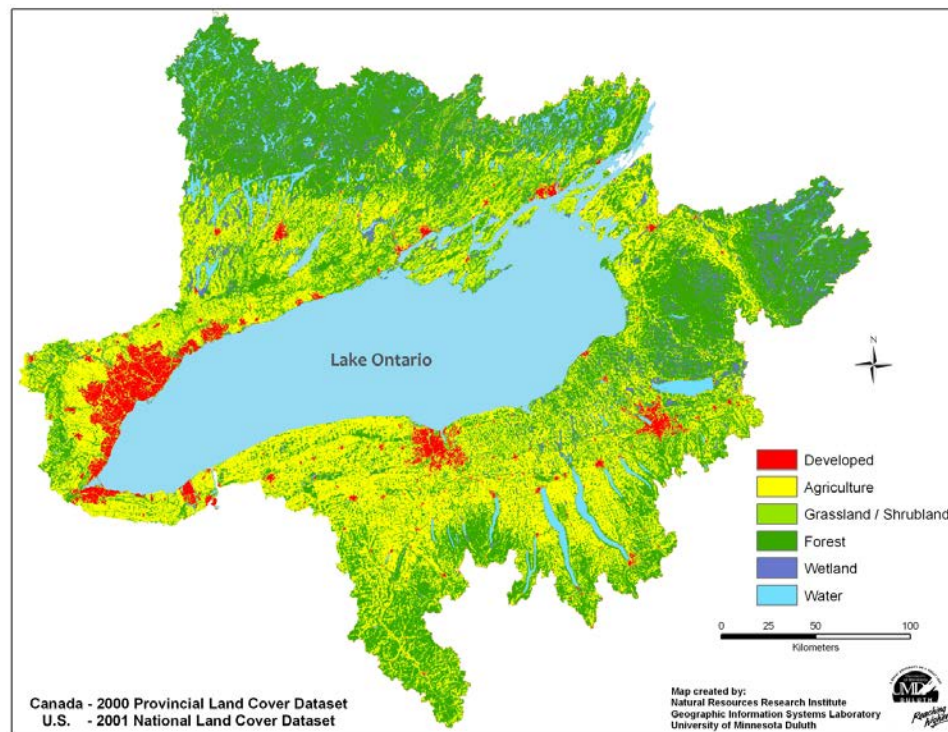 N
Lake Ontario
Developed
Agriculture
Grassland / Shrubland
Forest
Wetland
Water
0 25 50 100
Kilometers
Canada - 2000 Provincial Land Cover Dataset
U.S. - 2001 National Land Cover Dataset
Map created by:
Natural Resources Research Institute
Geographic Information Systems Laboratory
University of Minnesota Duluth
DULUTH